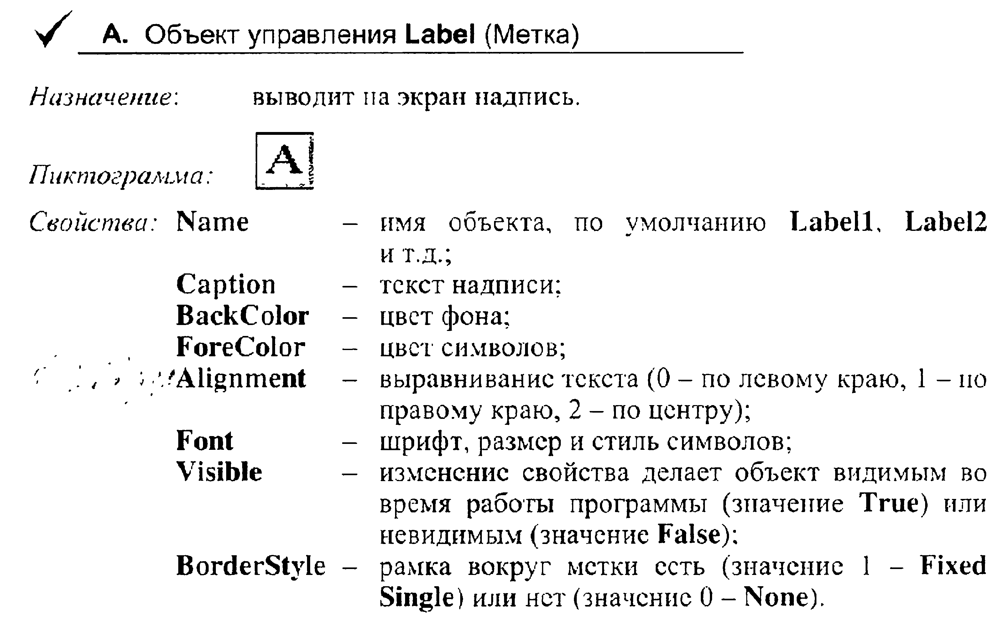 А. Объект управления Label (Метка)
Назначение: выводит на экран надпись.
A
Пиктограмма:
Свойства: Name – имя объекта, по умолчанию Label1, Label2
и т.д.;
Caption – текст надписи;
BackColor – цвет фона;
ForeColor – цвет символов;
Alignment – выравнивание текста (0 – по левому краю, 1 – по
правому краю, 2 – по центру);
Font – шрифт, размер и стиль символов;
Visible – изменение свойства делает объект видимым во
время работы программы (значение True) или
невидимым (значение False);
BorderStyle – рамка вокруг метки есть (значение 1 – Fixed
Single) или нет (значение 0 – None).